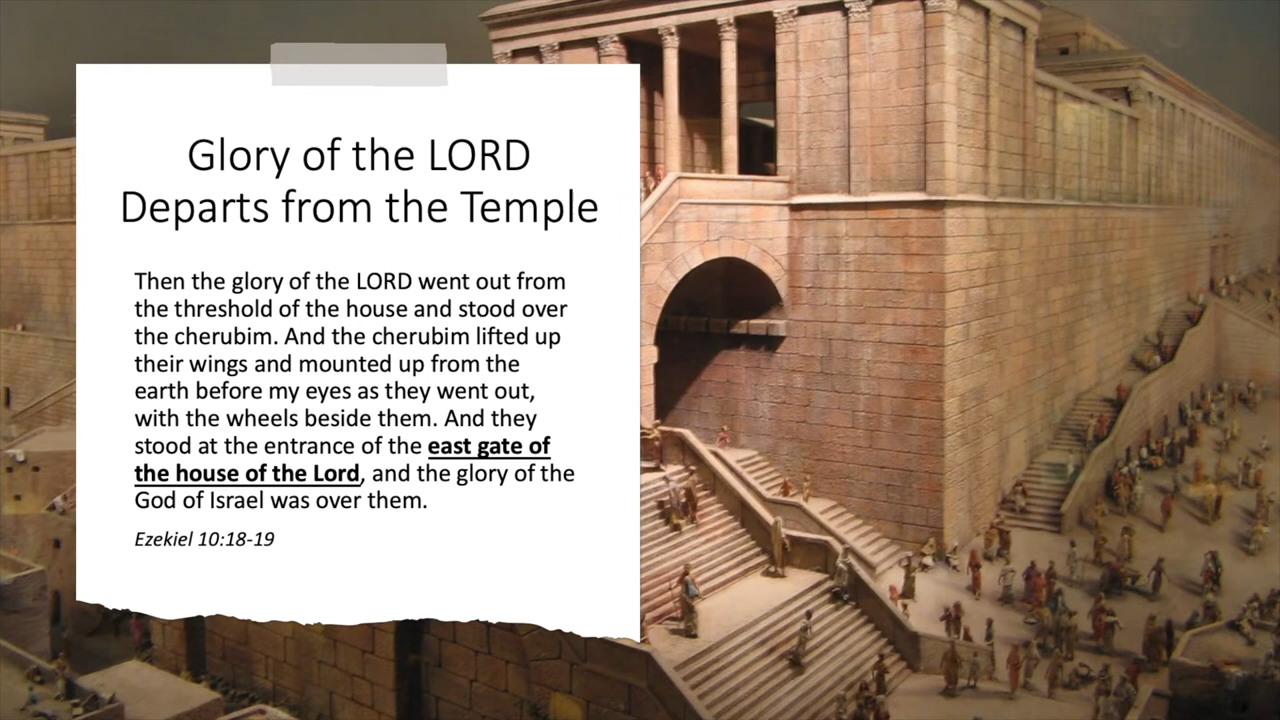 Glory of the LORD
Departs from the Temple
Then the glory of the LORD went out from
the threshold of the house and stood over
the cherubim. And the cherubim lifted up
their wings and mounted up from the
earth before my eyes as they went out,
with the wheels beside them. And they
stood at the entrance of the east gate of
the house of the Lord, and the glory of the
God of Israel was over them.
Ezekiel 10:18-19